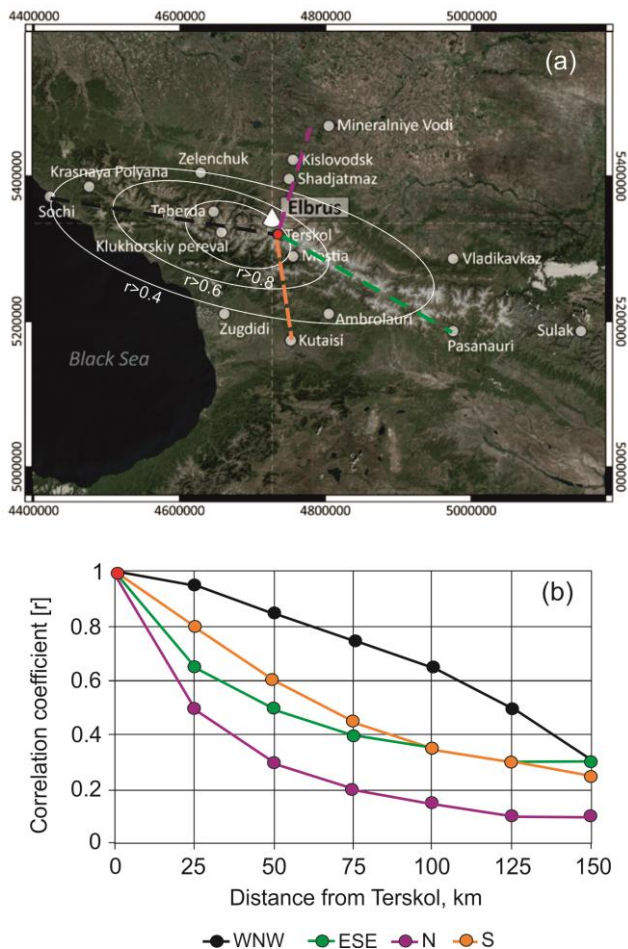 4400000 4600000 4800000 5000000
(a)
Mineralniye Vodi
Zelenchuk
Kislovodsk
Krasnaya Polyana
Shadjatmaz
5400000 5400000
Sochi
Teberda
Elbrus
Klukhorskiy pereval
Terskol
Mestia
Vladikavkaz
r>0.8
r>0.6
r>0.4
5200000 5200000
Zugdidi
Ambrolauri
Kutaisi
Pasanauri
Sulak
Black Sea
5000000 5000000
4400000 4600000 4800000 5000000
(b)
Correlation coefficient [r]
1
0.8
0.6
0.4
0.2
0
0 25 50 75 100 125 150
Distance from Terskol, km
WNW ESE N S